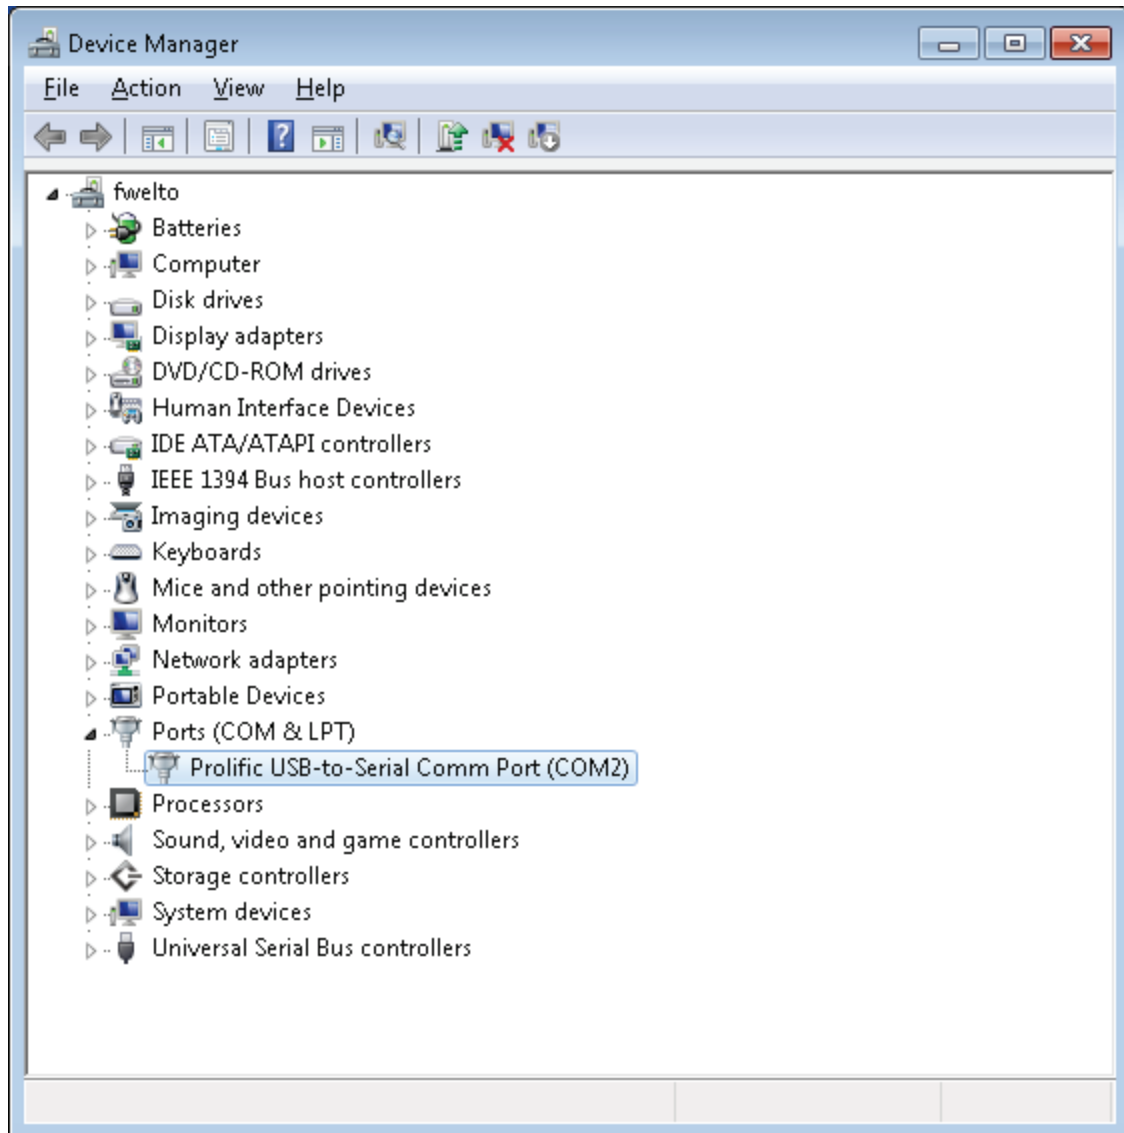 Device Manager
File Action View Help
?
fwelto
Batteries
Computer
Disk drives
Display adapters
DVD/CD-ROM drives
Human Interface Devices
IDE ATA/ATAPI controllers
IEEE 1394 Bus host controllers
Imaging devices
Keyboards
Mice and other pointing devices
Monitors
Network adapters
Portable Devices
Ports (COM & LPT)
Prolific USB-to-Serial Comm Port (COM2)
Processors
Sound, video and game controllers
Storage controllers
System devices
Universal Serial Bus controllers